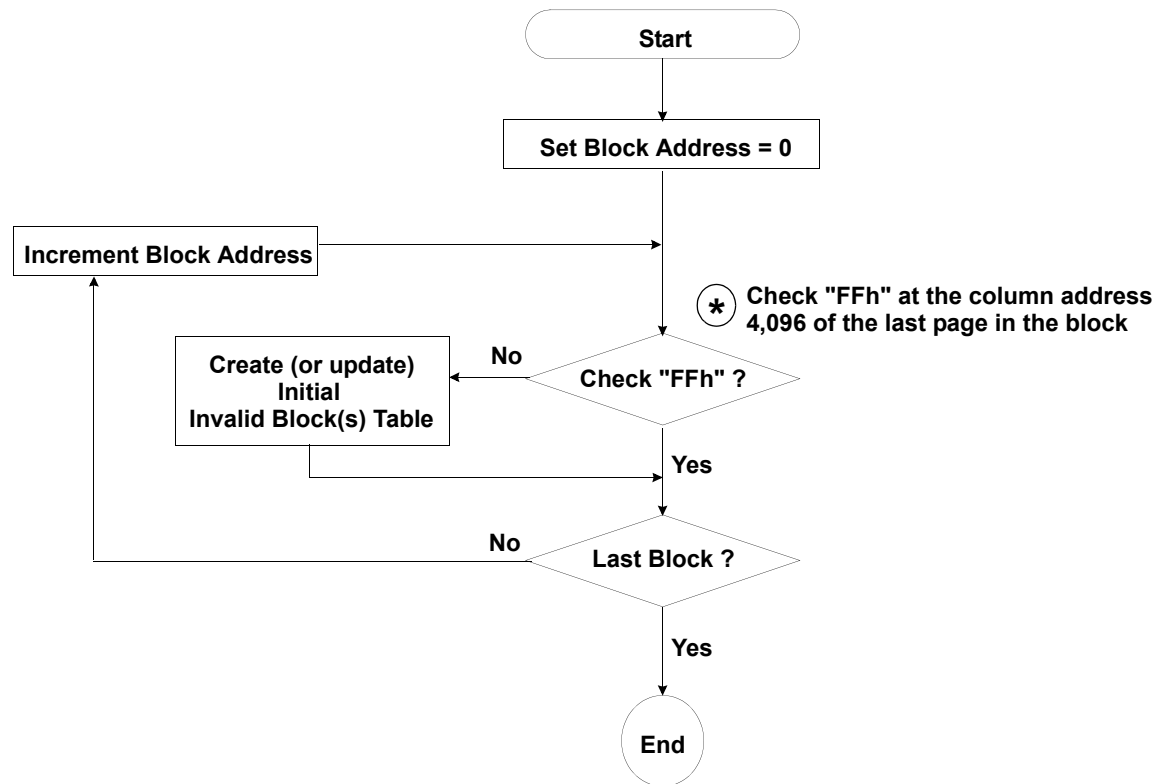 Start
Set Block Address = 0
Increment Block Address
* Check "FFh" at the column address
4,096 of the last page in the block
No
Create (or update)
Initial
Invalid Block(s) Table
Check "FFh" ?
Yes
No
Last Block ?
Yes
End